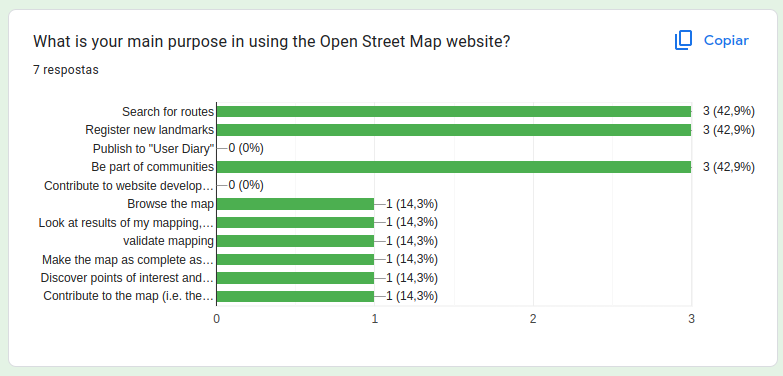 What is your main purpose in using the Open Street Map website?
Copiar
7 respostas
Search for routes 3 (42,9%)
Register new landmarks 3 (42,9%)
Publish to "User Diary" 0 (0%)
Be part of communities 3 (42,9%)
Contribute to website develop… 0 (0%)
Browse the map 1 (14,3%)
Look at results of my mapping,… 1 (14,3%)
validate mapping 1 (14,3%)
Make the map as complete as… 1 (14,3%)
Discover points of interest and… 1 (14,3%)
Contribute to the map (i.e. the… 1 (14,3%)
0 1 2 3